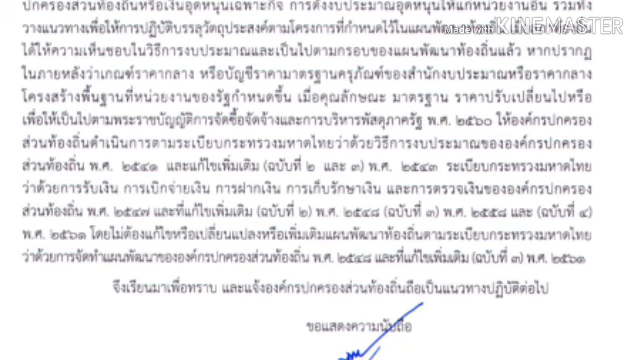 ปกครองส่วนท้องถิ่นหรือเงินอุดหนุนเฉพาะกิจ การตั้งงบประมาณอุดหนุนให้แก่หน่วยงานอื่น รวมทั้ง
วางแนวทางเพื่อให้การปฏิบัติบรรลุวัตถุประสงค์ตามโครงการที่กำหนดไว้ในแผนพัฒนาท้องถิ่น
KINEMASTER
Made with KineMaster
ได้ให้ความเห็นชอบในวิธีการงบประมาณและเป็นไปตามกรอบของแผนพัฒนาท้องถิ่นแล้ว หากปรากฏ
ในภายหลังว่าเกณฑ์ราคากลาง หรือบัญชีราคามาตรฐานครุภัณฑ์ของสำนักงบประมาณหรือราคากลาง
โครงสร้างพื้นฐานที่หน่วยงานของรัฐกำหนดขึ้น เมื่อคุณลักษณะ มาตรฐาน ราคาปรับเปลี่ยนไปหรือ
เพื่อให้เป็นไปตามพระราชบัญญัติการจัดซื้อจัดจ้างและการบริหารพัสดุภาครัฐ พ.ศ. ๒๕๖๐ ให้องค์กรปกครอง
ส่วนท้องถิ่นดำเนินการตามระเบียบกระทรวงมหาดไทยว่าด้วยวิธีการงบประมาณขององค์กรปกครอง
ส่วนท้องถิ่น พ.ศ. ๒๕๔๑ และแก้ไขเพิ่มเติม (ฉบับที่ ๒ และ ๓) พ.ศ. ๒๕๔๓ ระเบียบกระทรวงมหาดไทย
ว่าด้วยการรับเงิน การเบิกจ่ายเงิน การฝากเงิน การเก็บรักษาเงิน และการตรวจเงินขององค์กรปกครอง
ส่วนท้องถิ่น พ.ศ. ๒๕๔๗ และที่แก้ไขเพิ่มเติม (ฉบับที่ ๒) พ.ศ. ๒๕๔๘ (ฉบับที่ ๓) พ.ศ. ๒๕๕๘ และ (ฉบับที่ ๔)
พ.ศ. ๒๕๖๑ โดยไม่ต้องแก้ไขหรือเปลี่ยนแปลงหรือเพิ่มเติมแผนพัฒนาท้องถิ่นตามระเบียบกระทรวงมหาดไทย
ว่าด้วยการจัดทำแผนพัฒนาขององค์กรปกครองส่วนท้องถิ่น พ.ศ. ๒๕๔๘ และที่แก้ไขเพิ่มเติม (ฉบับที่ ๓) พ.ศ. ๒๕๖๑
จึงเรียนมาเพื่อทราบ และแจ้งองค์กรปกครองส่วนท้องถิ่นถือเป็นแนวทางปฏิบัติต่อไป
ขอแสดงความนับถือ